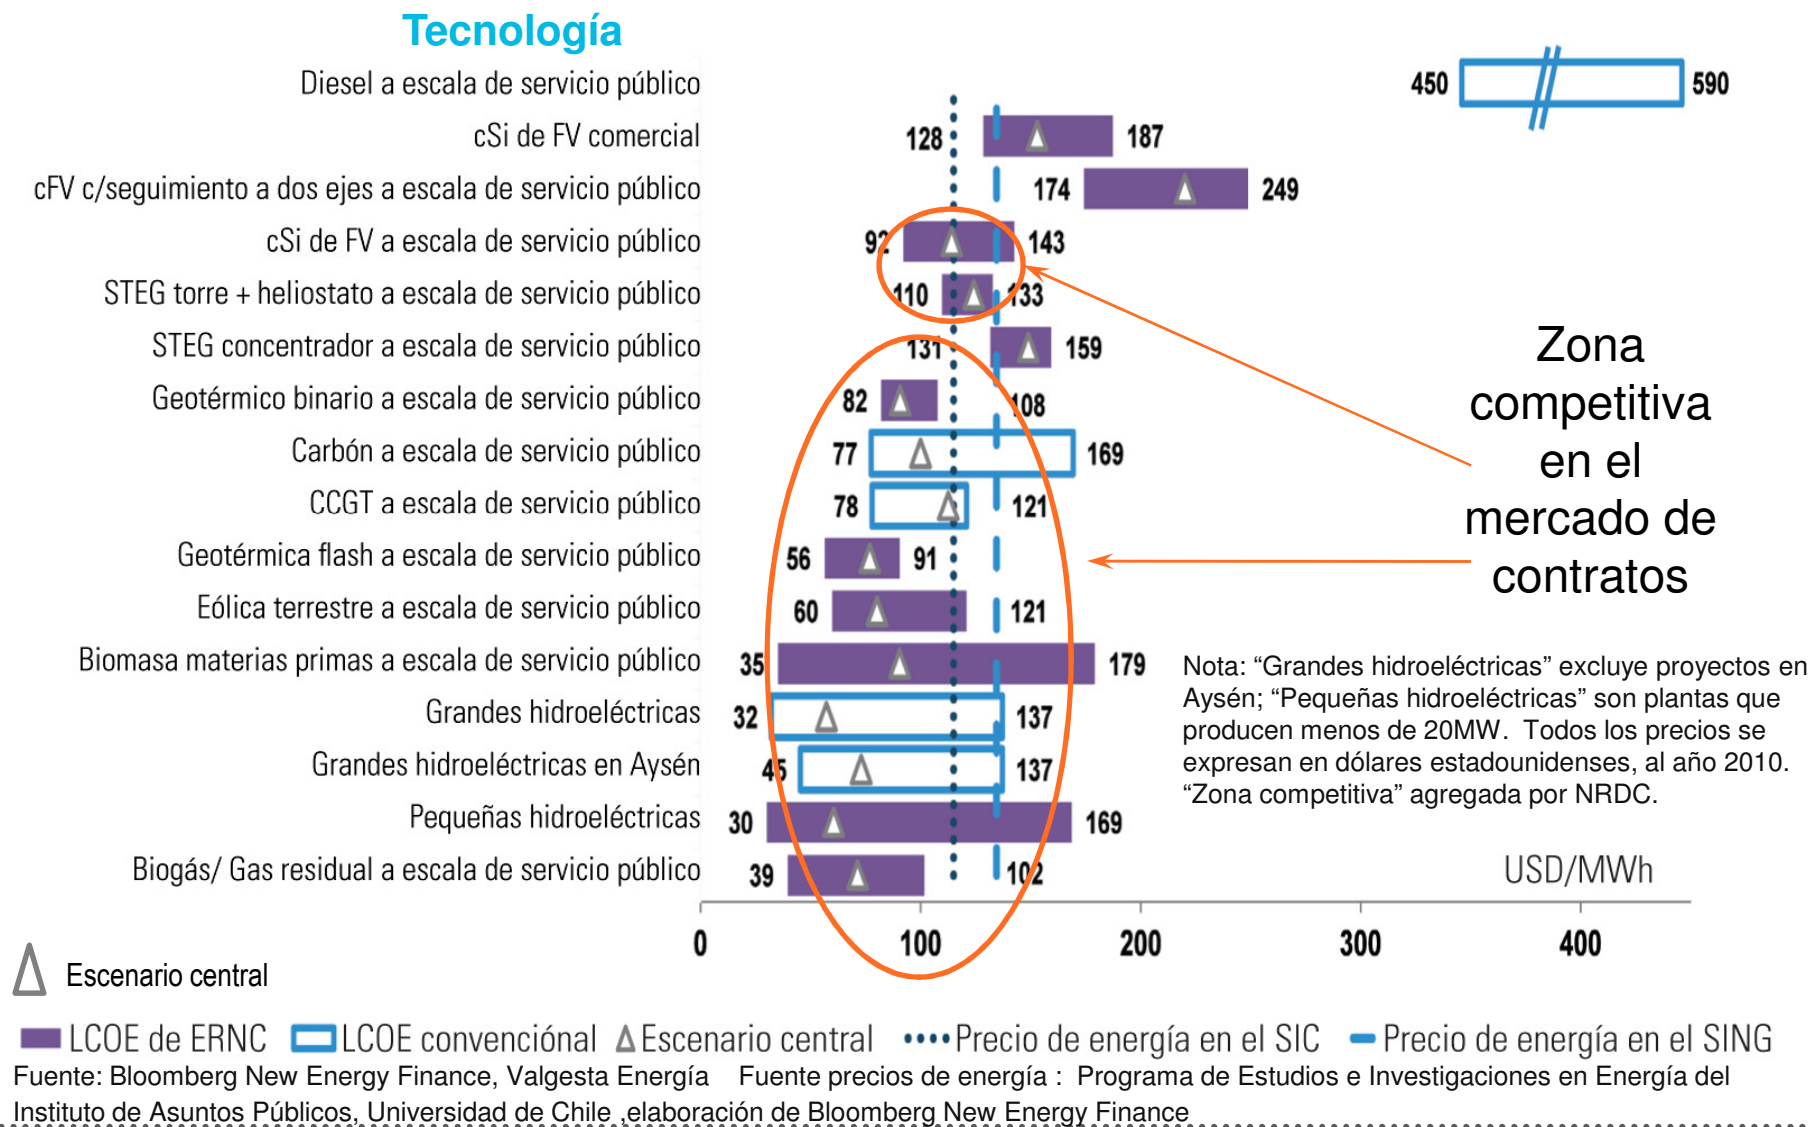 Tecnología
Diesel a escala de servicio público
450
590
cSi de FV comercial
128
187
cFV c/seguimiento a dos ejes a escala de servicio público
174
249
cSi de FV a escala de servicio público
92
143
STEG torre + heliostato a escala de servicio público
110
133
STEG concentrador a escala de servicio público
131
159
Geotérmico binario a escala de servicio público
82
108
Carbón a escala de servicio público
77
169
CCGT a escala de servicio público
78
121
Geotérmica flash a escala de servicio público
56
91
Eólica terrestre a escala de servicio público
60
121
Biomasa materias primas a escala de servicio público
35
179
Grandes hidroeléctricas
32
137
Grandes hidroeléctricas en Aysén
45
137
Pequeñas hidroeléctricas
30
169
Biogás/ Gas residual a escala de servicio público
39
102
Zona
competitiva
en el
mercado de
contratos
Nota: “Grandes hidroeléctricas” excluye proyectos en
Aysén; “Pequeñas hidroeléctricas” son plantas que
producen menos de 20MW. Todos los precios se
expresan en dólares estadounidenses, al año 2010.
“Zona competitiva” agregada por NRDC.
USD/MWh
0 100 200 300 400
Escenario central
LCOE de ERNC LCOE convenciónal Escenario central Precio de energía en el SIC Precio de energía en el SING
Fuente: Bloomberg New Energy Finance, Valgesta Energía Fuente precios de energía : Programa de Estudios e Investigaciones en Energía del
Instituto de Asuntos Públicos, Universidad de Chile ,elaboración de Bloomberg New Energy Finance